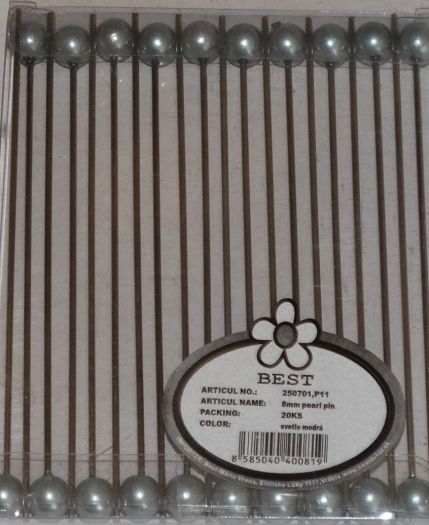 BEST
ARTICUL NO.: 250701,P11
ARTICUL NAME: 8mm pearl pin
PACKING: 20KS
COLOR: svetlo modrá
8 585040 400819